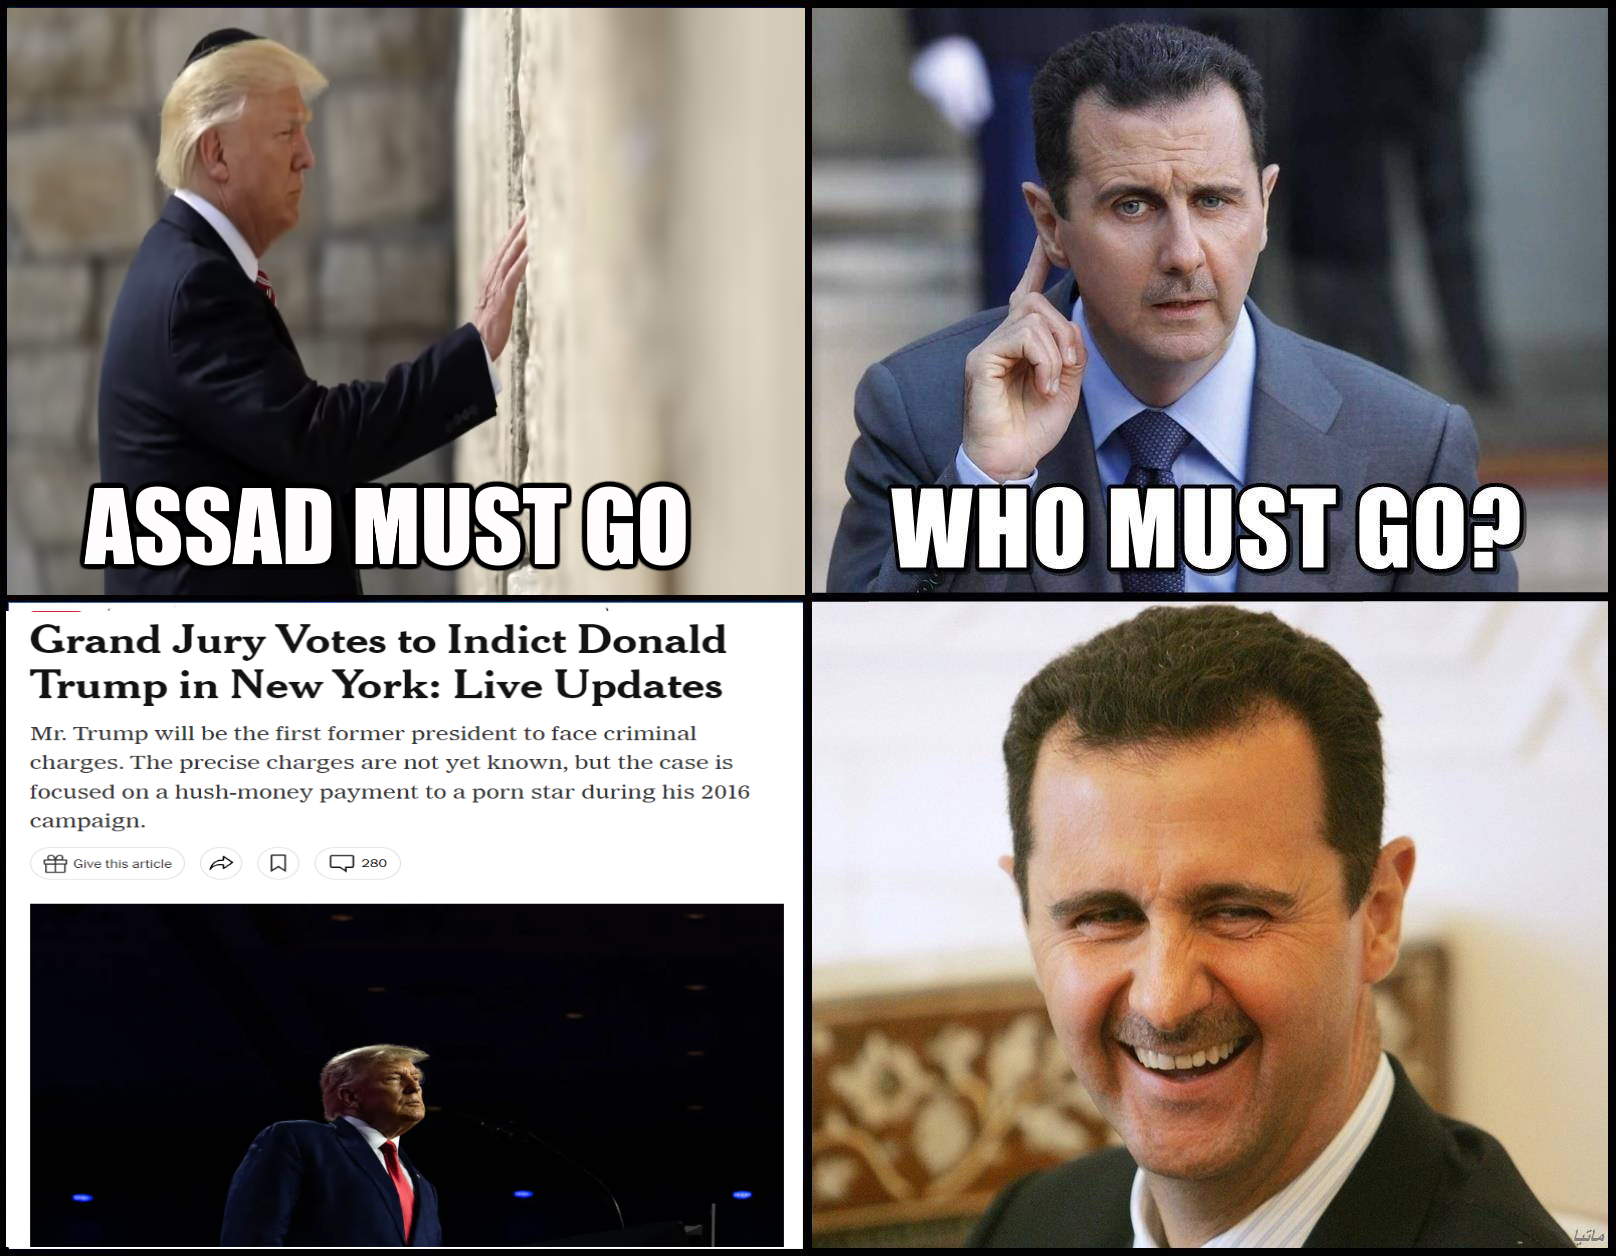 ASSAD MUST GO
WHO MUST GO?
Grand Jury Votes to Indict Donald
Trump in New York: Live Updates
Mr. Trump will be the first former president to face criminal
charges. The precise charges are not yet known, but the case is
focused on a hush-money payment to a porn star during his 2016
campaign.
Give this article
280
ماتيا